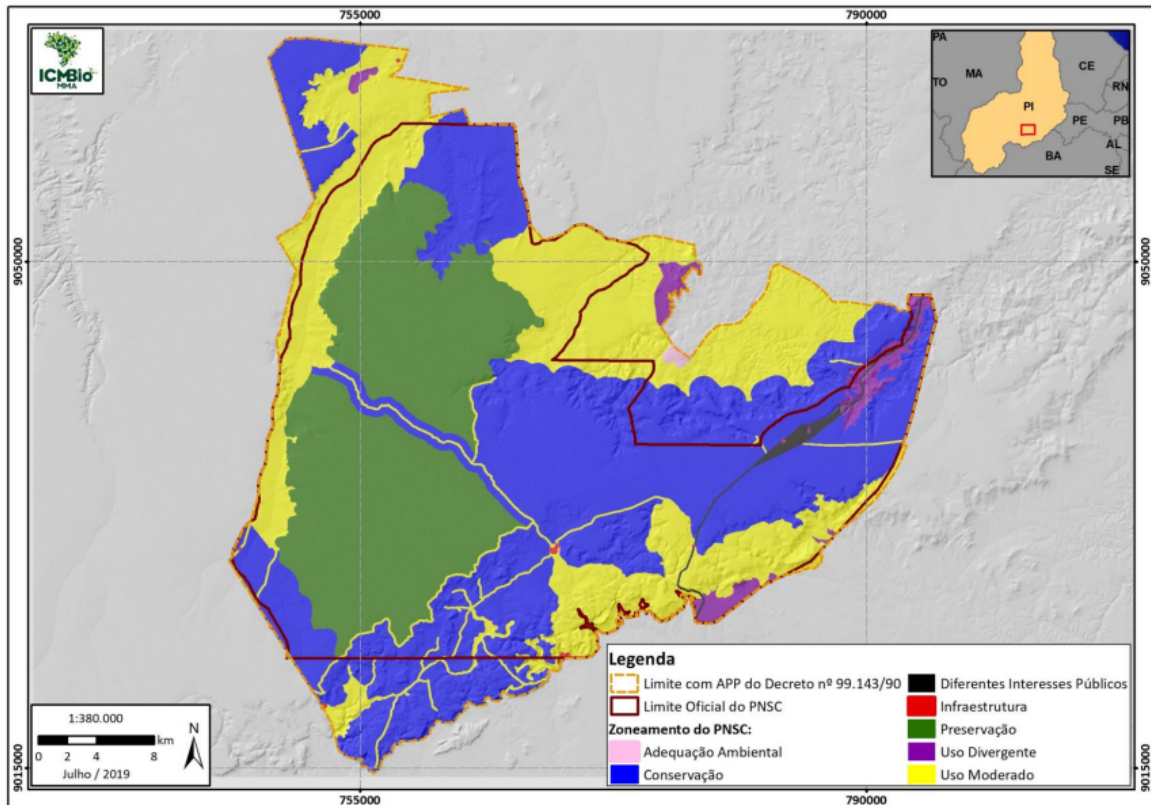 755000
790000
ICMBio
MMA
PA
TO
MA
CE
RN
PI
PE
PB
AL
BA
SE
9050000
9050000
Legenda
Limite com APP do Decreto nº 99.143/90
Limite Oficial do PNSC
Zoneamento do PNSC:
Adequação Ambiental
Conservação
Diferentes Interesses Públicos
Infraestrutura
Preservação
Uso Divergente
Uso Moderado
1:380.000
N
0 2 4 8 km
Julho / 2019
9015000
9015000
755000
790000